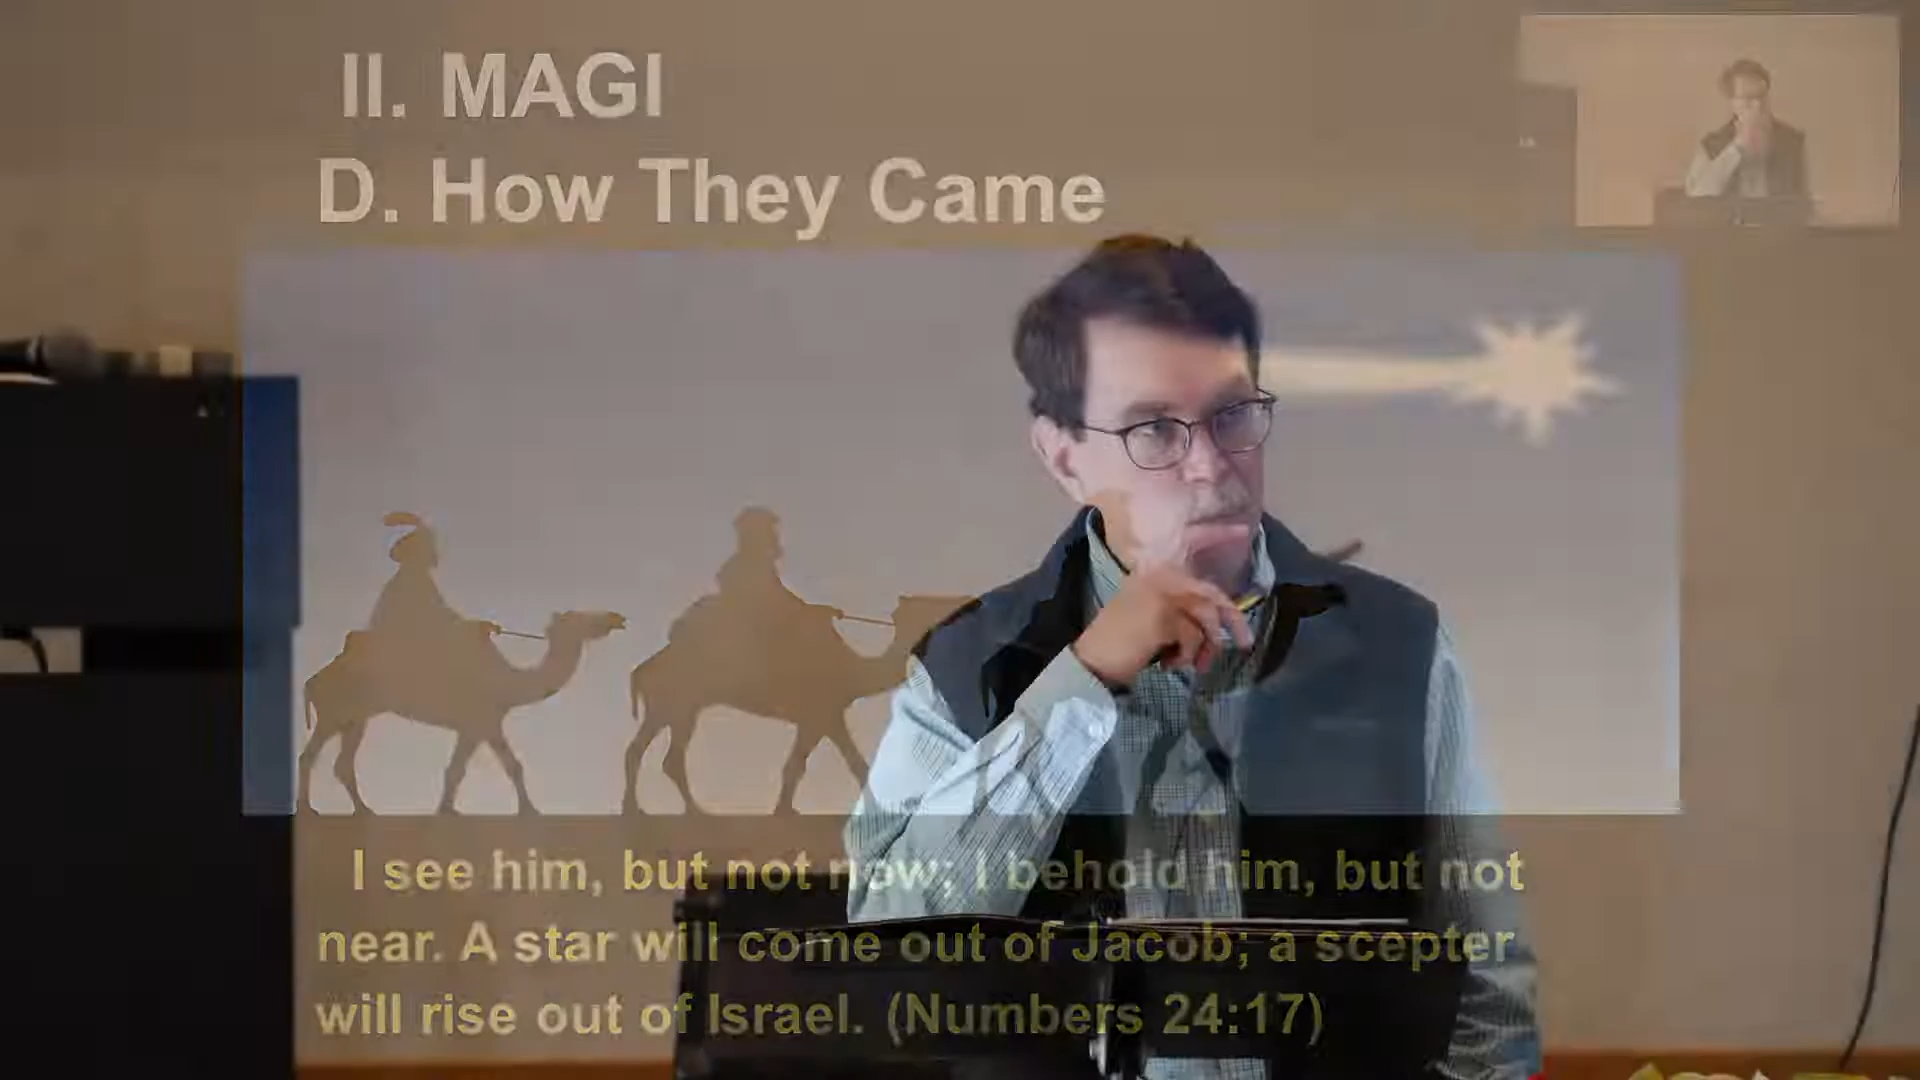 II. MAGI
D. How They Came
I see him, but not now; I behold him, but not
near. A star will come out of Jacob; a scepter
will rise out of Israel. (Numbers 24:17)